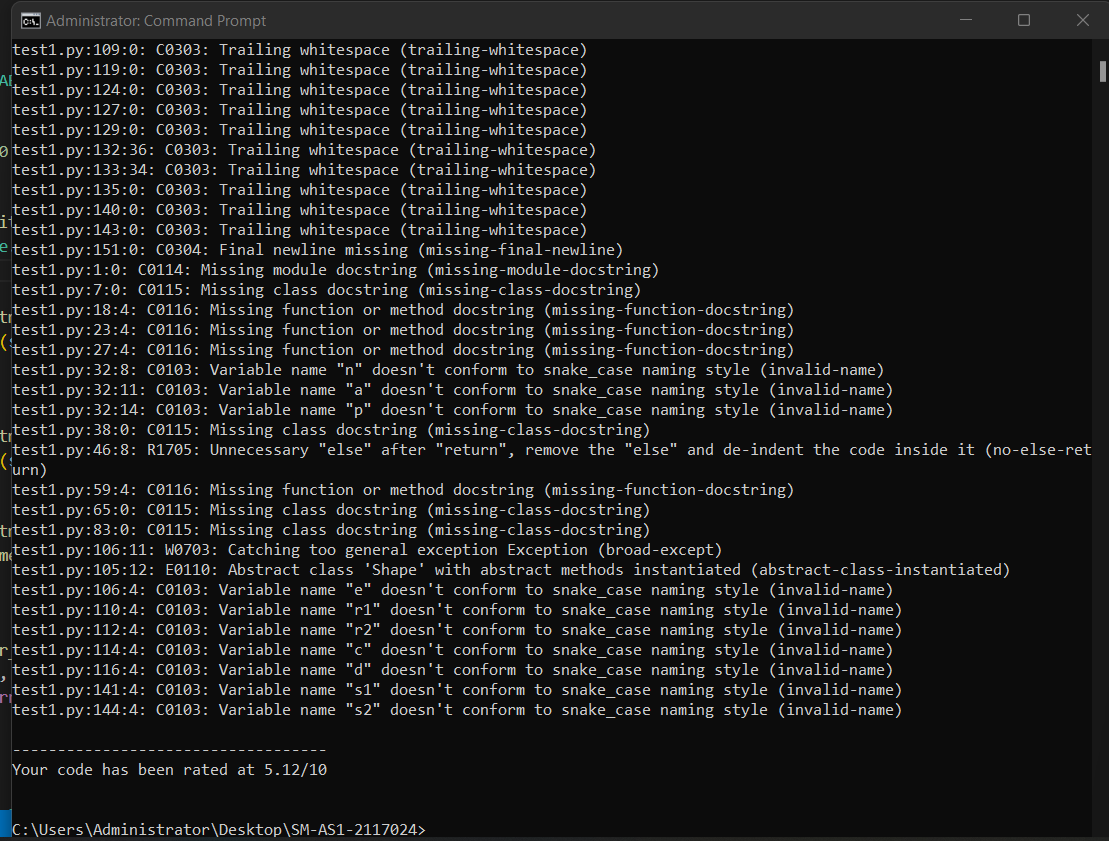 Administrator: Command Prompt
test1.py:109:0: C0303: Trailing whitespace (trailing-whitespace)
test1.py:119:0: C0303: Trailing whitespace (trailing-whitespace)
test1.py:124:0: C0303: Trailing whitespace (trailing-whitespace)
test1.py:127:0: C0303: Trailing whitespace (trailing-whitespace)
test1.py:129:0: C0303: Trailing whitespace (trailing-whitespace)
test1.py:132:36: C0303: Trailing whitespace (trailing-whitespace)
test1.py:133:34: C0303: Trailing whitespace (trailing-whitespace)
test1.py:135:0: C0303: Trailing whitespace (trailing-whitespace)
test1.py:140:0: C0303: Trailing whitespace (trailing-whitespace)
test1.py:143:0: C0303: Trailing whitespace (trailing-whitespace)
test1.py:151:0: C0304: Final newline missing (missing-final-newline)
test1.py:1:0: C0114: Missing module docstring (missing-module-docstring)
test1.py:7:0: C0115: Missing class docstring (missing-class-docstring)
test1.py:18:4: C0116: Missing function or method docstring (missing-function-docstring)
test1.py:23:4: C0116: Missing function or method docstring (missing-function-docstring)
test1.py:27:4: C0116: Missing function or method docstring (missing-function-docstring)
test1.py:32:8: C0103: Variable name "n" doesn't conform to snake_case naming style (invalid-name)
test1.py:32:11: C0103: Variable name "a" doesn't conform to snake_case naming style (invalid-name)
test1.py:32:14: C0103: Variable name "p" doesn't conform to snake_case naming style (invalid-name)
test1.py:38:0: C0115: Missing class docstring (missing-class-docstring)
test1.py:46:8: R1705: Unnecessary "else" after "return", remove the "else" and de-indent the code inside it (no-else-ret
urn)
test1.py:59:4: C0116: Missing function or method docstring (missing-function-docstring)
test1.py:65:0: C0115: Missing class docstring (missing-class-docstring)
test1.py:83:0: C0115: Missing class docstring (missing-class-docstring)
test1.py:106:11: W0703: Catching too general exception Exception (broad-except)
test1.py:105:12: E0110: Abstract class 'Shape' with abstract methods instantiated (abstract-class-instantiated)
test1.py:106:4: C0103: Variable name "e" doesn't conform to snake_case naming style (invalid-name)
test1.py:110:4: C0103: Variable name "r1" doesn't conform to snake_case naming style (invalid-name)
test1.py:112:4: C0103: Variable name "r2" doesn't conform to snake_case naming style (invalid-name)
test1.py:114:4: C0103: Variable name "c" doesn't conform to snake_case naming style (invalid-name)
test1.py:116:4: C0103: Variable name "d" doesn't conform to snake_case naming style (invalid-name)
test1.py:141:4: C0103: Variable name "s1" doesn't conform to snake_case naming style (invalid-name)
test1.py:144:4: C0103: Variable name "s2" doesn't conform to snake_case naming style (invalid-name)
-----------------------------------
Your code has been rated at 5.12/10
C:\Users\Administrator\Desktop\SM-AS1-2117024>